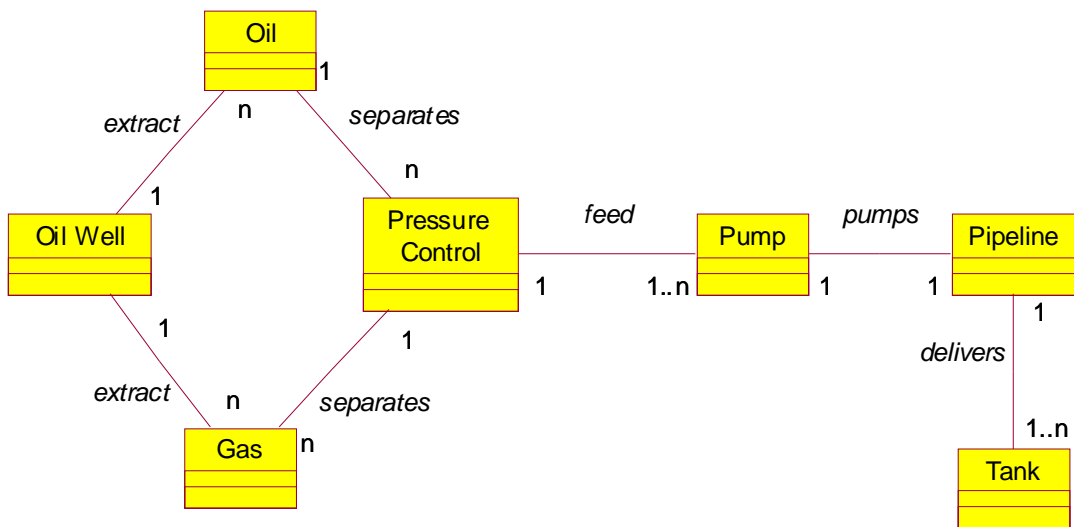 Oil
1
n
extract
separates
n
1
Oil Well
Pressure
Control
feed
Pump
pumps
Pipeline
1
1..n
1
1
1
1
1
delivers
extract
n
separates
n
1..n
Gas
Tank